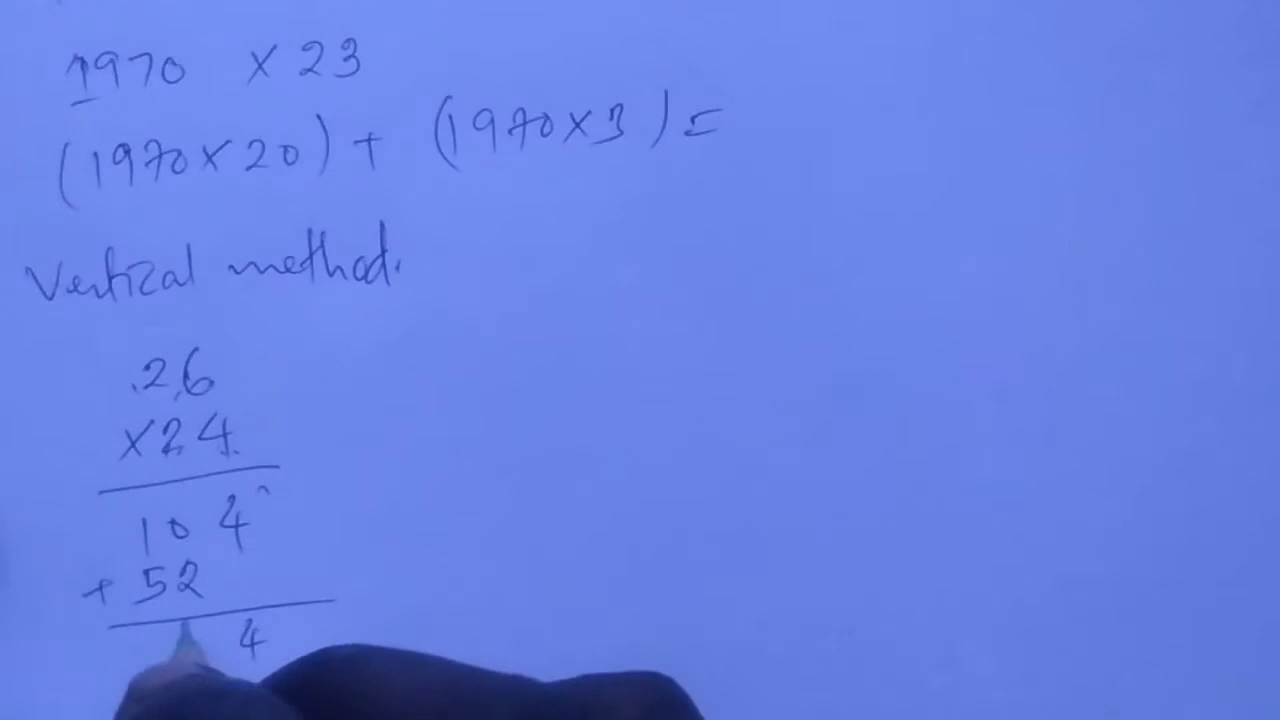 1970 × 23
(1970×20) + (1970×3) =
Vertical method.
26
×24
104
+ 52
4